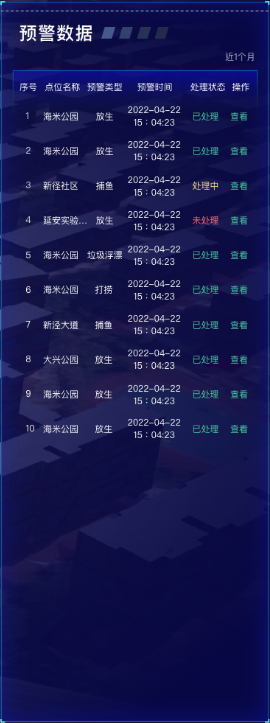 预警数据
近1个月
序号 点位名称 预警类型 预警时间 处理状态 操作
1 海米公园 放生 2022-04-22 15：04:23 已处理 查看
2 海米公园 放生 2022-04-22 15：04:23 已处理 查看
3 新径社区 捕鱼 2022-04-22 15：04:23 处理中 查看
4 延安实验... 放生 2022-04-22 15：04:23 未处理 查看
5 海米公园 垃圾浮漂 2022-04-22 15：04:23 已处理 查看
6 海米公园 打捞 2022-04-22 15：04:23 已处理 查看
7 新泾大道 捕鱼 2022-04-22 15：04:23 已处理 查看
8 大兴公园 放生 2022-04-22 15：04:23 已处理 查看
9 海米公园 放生 2022-04-22 15：04:23 已处理 查看
10 海米公园 放生 2022-04-22 15：04:23 已处理 查看